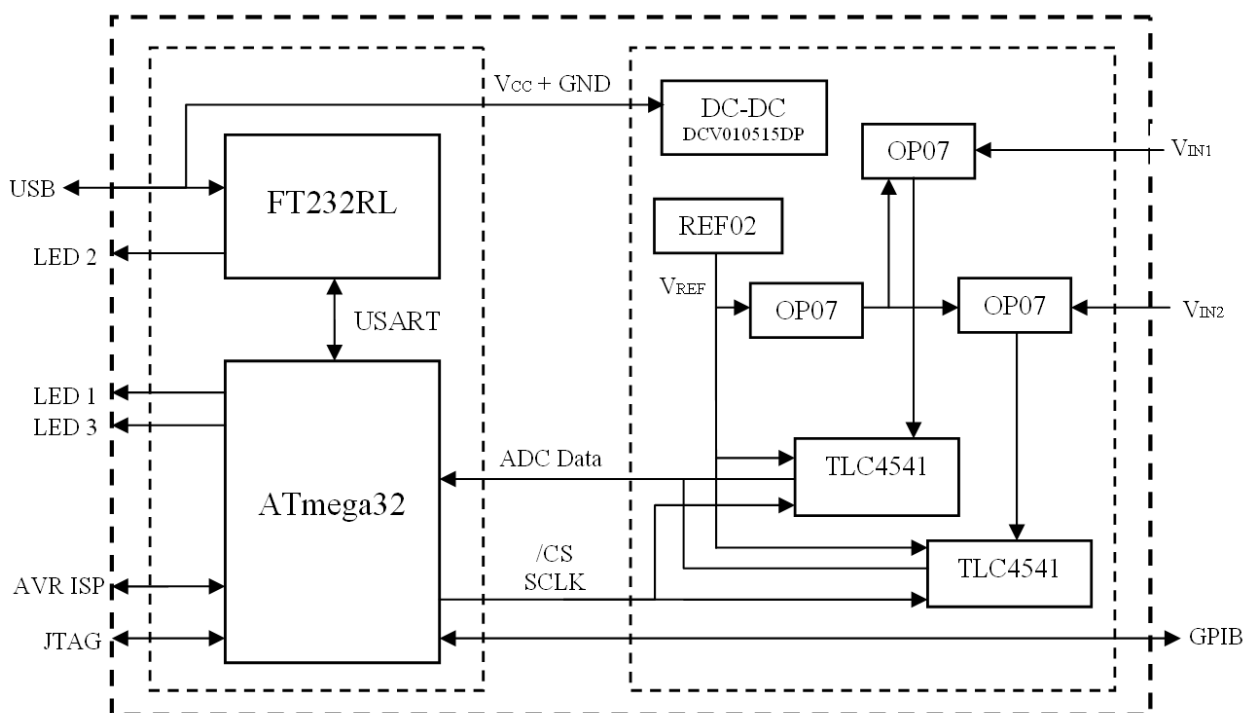 VCC + GND
DC-DC
DCV010515DP
OP07
VIN1
USB
FT232RL
REF02
LED 2
VREF
OP07
OP07
VIN2
USART
LED 1
LED 3
ADC Data
TLC4541
ATmega32
/CS
SCLK
TLC4541
AVR ISP
JTAG
GPIB